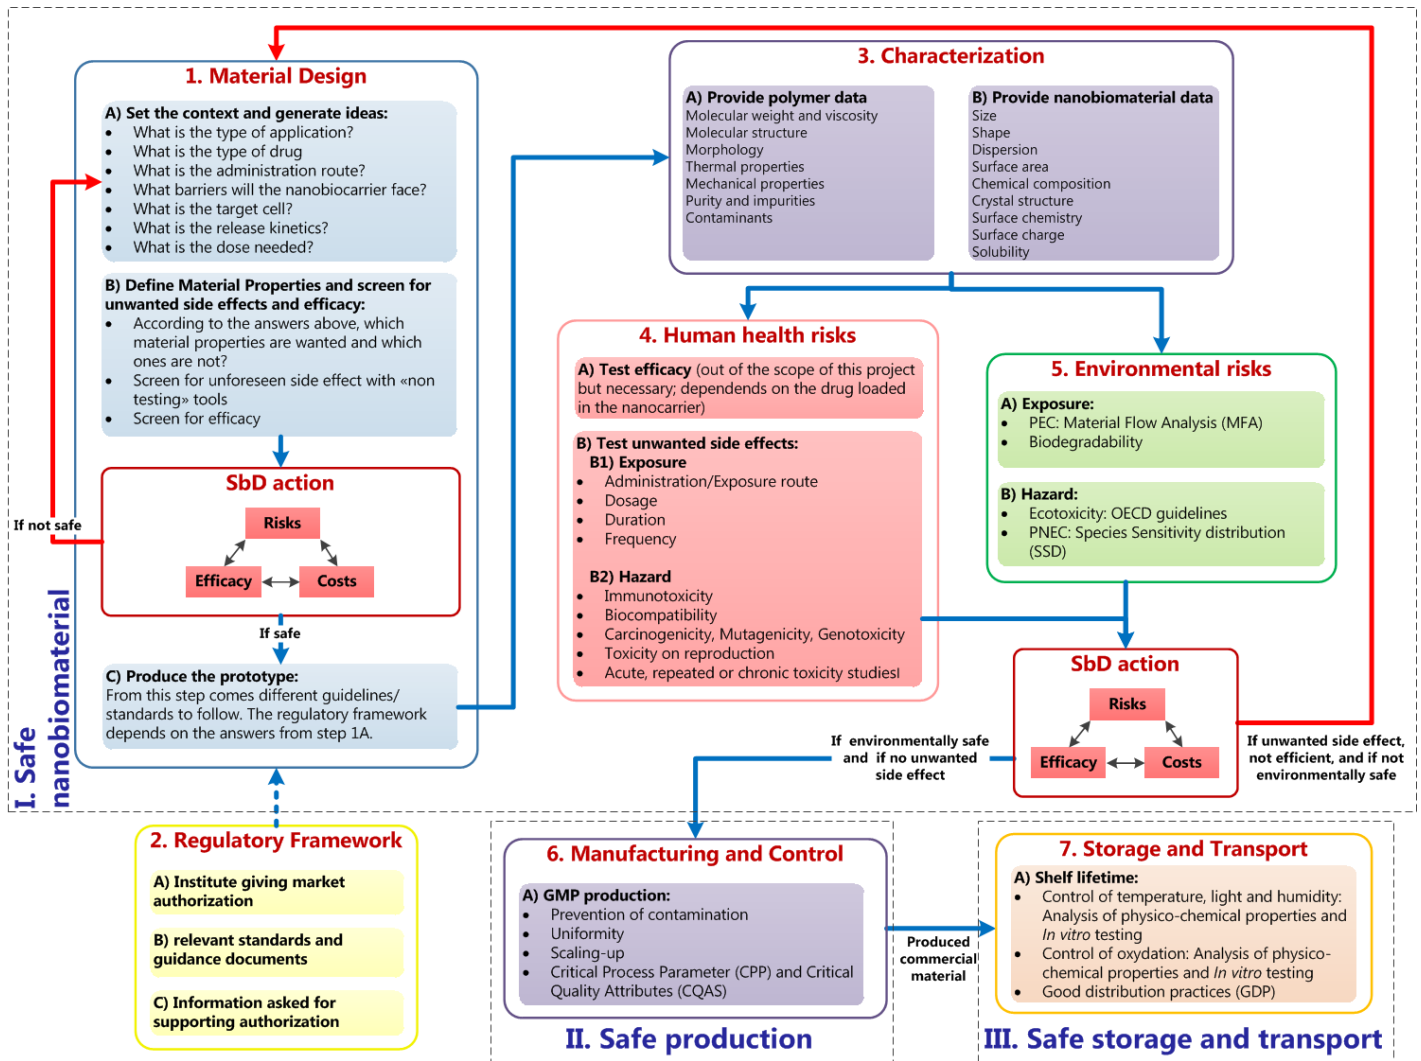 1. Material Design
A) Set the context and generate ideas:
• What is the type of application?
• What is the type of drug
• What is the administration route?
• What barriers will the nanobiocarrier face?
• What is the target cell?
• What is the release kinetics?
• What is the dose needed?
B) Define Material Properties and screen for
unwanted side effects and efficacy:
• According to the answers above, which
material properties are wanted and which
ones are not?
• Screen for unforeseen side effect with «non
testing» tools
• Screen for efficacy
SbD action
Risks
Efficacy
Costs
If not safe
If safe
C) Produce the prototype:
From this step comes different guidelines/
standards to follow. The regulatory framework
depends on the answers from step 1A.
I. Safe
nanobiomaterial
2. Regulatory Framework
A) Institute giving market
authorization
B) relevant standards and
guidance documents
C) Information asked for
supporting authorization
3. Characterization
A) Provide polymer data
Molecular weight and viscosity
Molecular structure
Morphology
Thermal properties
Mechanical properties
Purity and impurities
Contaminants
B) Provide nanobiomaterial data
Size
Shape
Dispersion
Surface area
Chemical composition
Crystal structure
Surface chemistry
Surface charge
Solubility
4. Human health risks
A) Test efficacy (out of the scope of this project
but necessary; dependends on the drug loaded
in the nanocarrier)
B) Test unwanted side effects:
B1) Exposure
• Administration/Exposure route
• Dosage
• Duration
• Frequency
B2) Hazard
• Immunotoxicity
• Biocompatibility
• Carcinogenicity, Mutagenicity, Genotoxicity
• Toxicity on reproduction
• Acute, repeated or chronic toxicity studiesl
5. Environmental risks
A) Exposure:
• PEC: Material Flow Analysis (MFA)
• Biodegradability
B) Hazard:
• Ecotoxicity: OECD guidelines
• PNEC: Species Sensitivity distribution
(SSD)
SbD action
Risks
Efficacy
Costs
If environmentally safe
and if no unwanted
side effect
If unwanted side effect,
not efficient, and if not
environmentally safe
6. Manufacturing and Control
A) GMP production:
• Prevention of contamination
• Uniformity
• Scaling-up
• Critical Process Parameter (CPP) and Critical
Quality Attributes (CQAS)
II. Safe production
Produced
commercial
material
7. Storage and Transport
A) Shelf lifetime:
• Control of temperature, light and humidity:
Analysis of physico-chemical properties and
In vitro testing
• Control of oxydation: Analysis of physico-
chemical properties and In vitro testing
• Good distribution practices (GDP)
III. Safe storage and transport